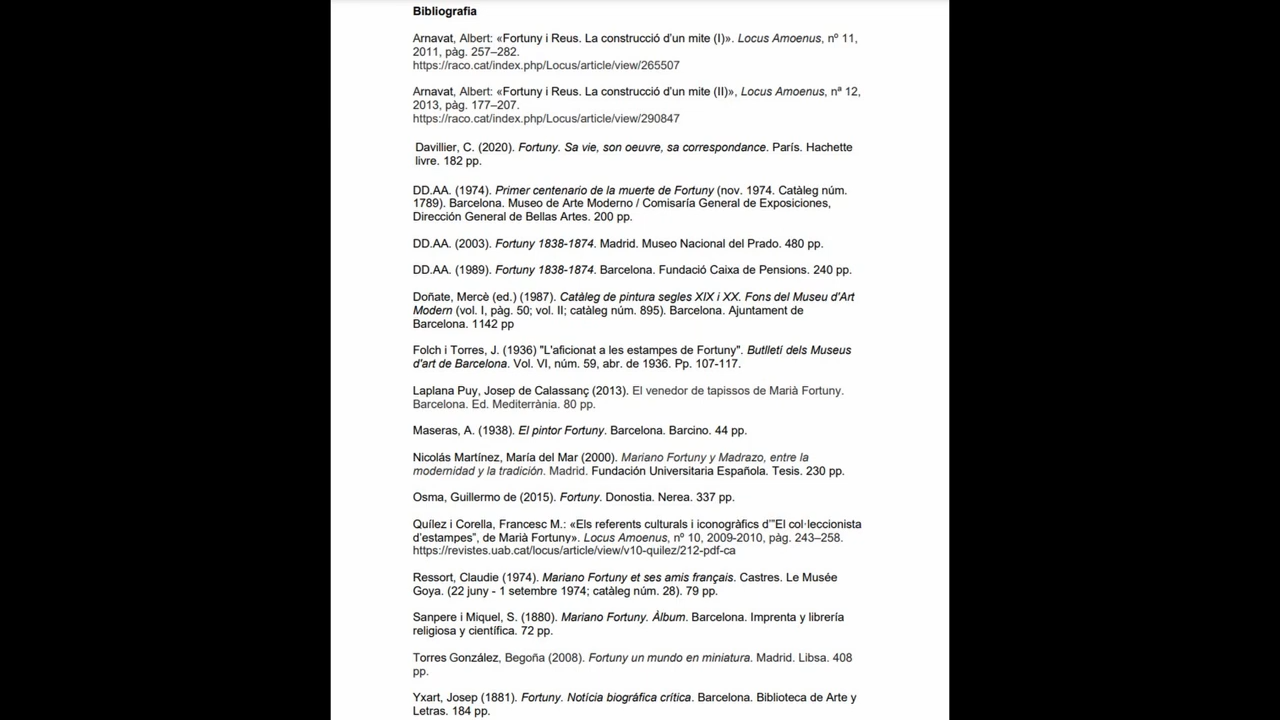 Bibliografia
Arnavat, Albert: «Fortuny i Reus. La construcció d'un mite (I)». Locus Amoenus, nº 11,
2011, pàg. 257–282.
https://raco.cat/index.php/Locus/article/view/265507
Arnavat, Albert: «Fortuny i Reus. La construcció d'un mite (II)», Locus Amoenus, nª 12,
2013, pàg. 177–207.
https://raco.cat/index.php/Locus/article/view/290847
Davillier, C. (2020). Fortuny. Sa vie, son oeuvre, sa correspondance. París. Hachette
livre. 182 pp.
DD.AA. (1974). Primer centenario de la muerte de Fortuny (nov. 1974. Catàleg núm.
1789). Barcelona. Museo de Arte Moderno / Comisaría General de Exposiciones,
Dirección General de Bellas Artes. 200 pp.
DD.AA. (2003). Fortuny 1838-1874. Madrid. Museo Nacional del Prado. 480 pp.
DD.AA. (1989). Fortuny 1838-1874. Barcelona. Fundació Caixa de Pensions. 240 pp.
Doñate, Mercè (ed.) (1987). Catàleg de pintura segles XIX i XX. Fons del Museu d'Art
Modern (vol. I, pàg. 50; vol. II; catàleg núm. 895). Barcelona. Ajuntament de
Barcelona. 1142 pp
Folch i Torres, J. (1936) "L'aficionat a les estampes de Fortuny". Butlletí dels Museus
d'art de Barcelona. Vol. VI, núm. 59, abr. de 1936. Pp. 107-117.
Laplana Puy, Josep de Calassanç (2013). El venedor de tapissos de Marià Fortuny.
Barcelona. Ed. Mediterrània. 80 pp.
Maseras, A. (1938). El pintor Fortuny. Barcelona. Barcino. 44 pp.
Nicolás Martínez, María del Mar (2000). Mariano Fortuny y Madrazo, entre la
modernidad y la tradición. Madrid. Fundación Universitaria Española. Tesis. 230 pp.
Osma, Guillermo de (2015). Fortuny. Donostia. Nerea. 337 pp.
Quílez i Corella, Francesc M.: «Els referents culturals i iconogràfics d'"El col·leccionista
d'estampes", de Marià Fortuny». Locus Amoenus, nº 10, 2009-2010, pàg. 243–258.
https://revistes.uab.cat/locus/article/view/v10-quilez/212-pdf-ca
Ressort, Claudie (1974). Mariano Fortuny et ses amis français. Castres. Le Musée
Goya. (22 juny - 1 setembre 1974; catàleg núm. 28). 79 pp.
Sanpere i Miquel, S. (1880). Mariano Fortuny. Àlbum. Barcelona. Imprenta y librería
religiosa y científica. 72 pp.
Torres González, Begoña (2008). Fortuny un mundo en miniatura. Madrid. Libsa. 408
pp.
Yxart, Josep (1881). Fortuny. Notícia biográfica crítica. Barcelona. Biblioteca de Arte y
Letras. 184 pp.